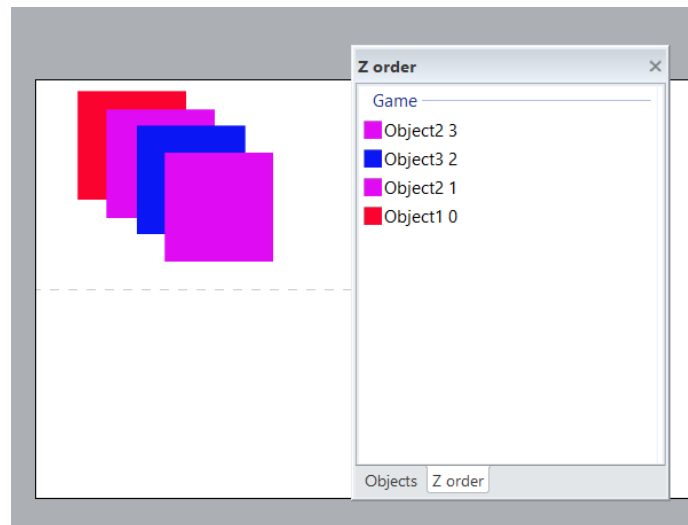 Z order
Game
Object2 3
Object3 2
Object2 1
Object1 0
Objects Z order